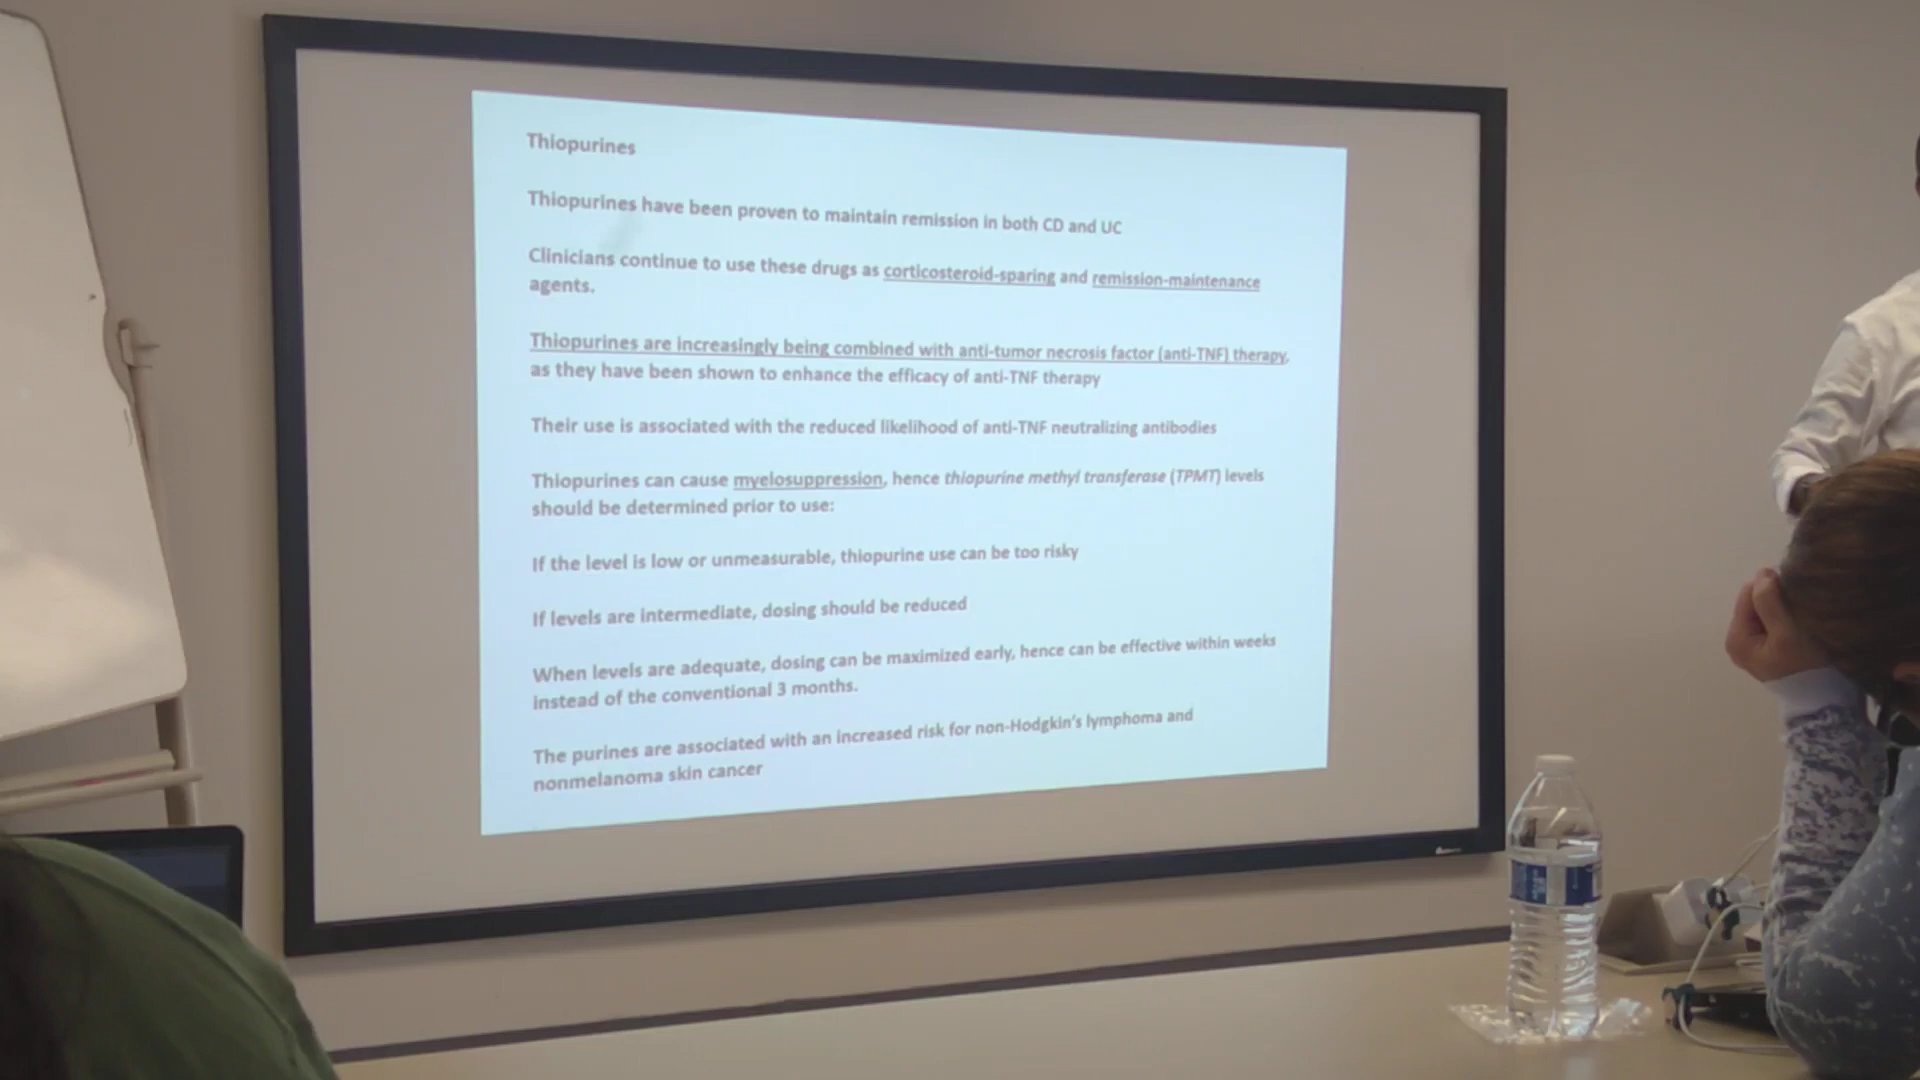 Thiopurines
Thiopurines have been proven to maintain remission in both CD and UC
Clinicians continue to use these drugs as corticosteroid-sparing and remission-maintenance
agents.
Thiopurines are increasingly being combined with anti-tumor necrosis factor (anti-TNF) therapy,
as they have been shown to enhance the efficacy of anti-TNF therapy
Their use is associated with the reduced likelihood of anti-TNF neutralizing antibodies
Thiopurines can cause myelosuppression, hence thiopurine methyl transferase (TPMT) levels
should be determined prior to use:
If the level is low or unmeasurable, thiopurine use can be too risky
If levels are intermediate, dosing should be reduced
When levels are adequate, dosing can be maximized early, hence can be effective within weeks
instead of the conventional 3 months.
The purines are associated with an increased risk for non-Hodgkin's lymphoma and
nonmelanoma skin cancer